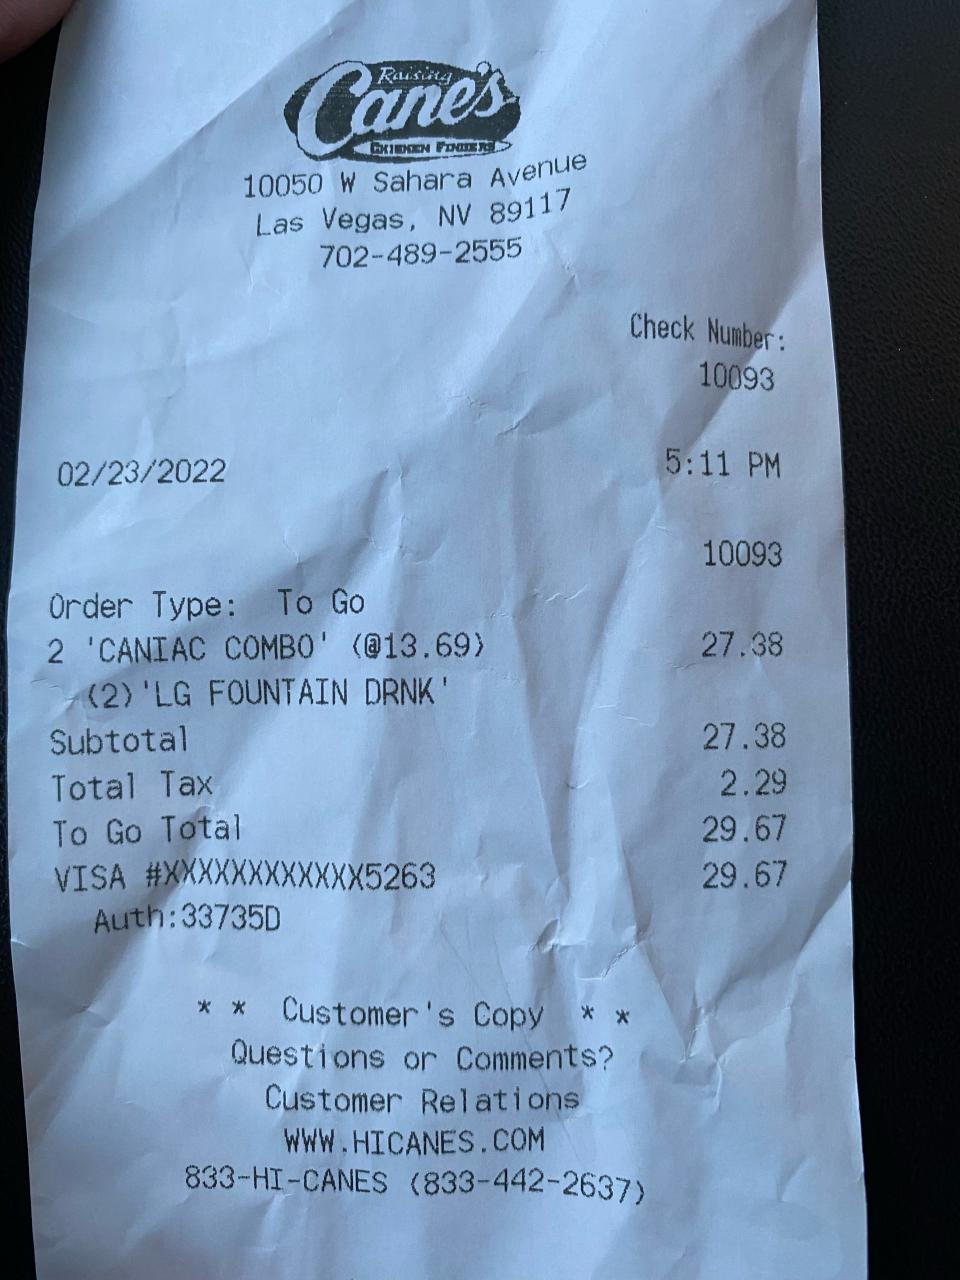 Raising
Cane's
CHICKEN FINGERS
10050 W Sahara Avenue
Las Vegas, NV 89117
702-489-2555
Check Number:
10093
02/23/2022 5:11 PM
10093
Order Type: To Go
2 'CANIAC COMBO' (@13.69) 27.38
(2)'LG FOUNTAIN DRNK'
Subtotal 27.38
Total Tax 2.29
To Go Total 29.67
VISA #XXXXXXXXXXXX5263 29.67
Auth:33735D
* * Customer's Copy * *
Questions or Comments?
Customer Relations
WWW.HICANES.COM
833-HI-CANES (833-442-2637)